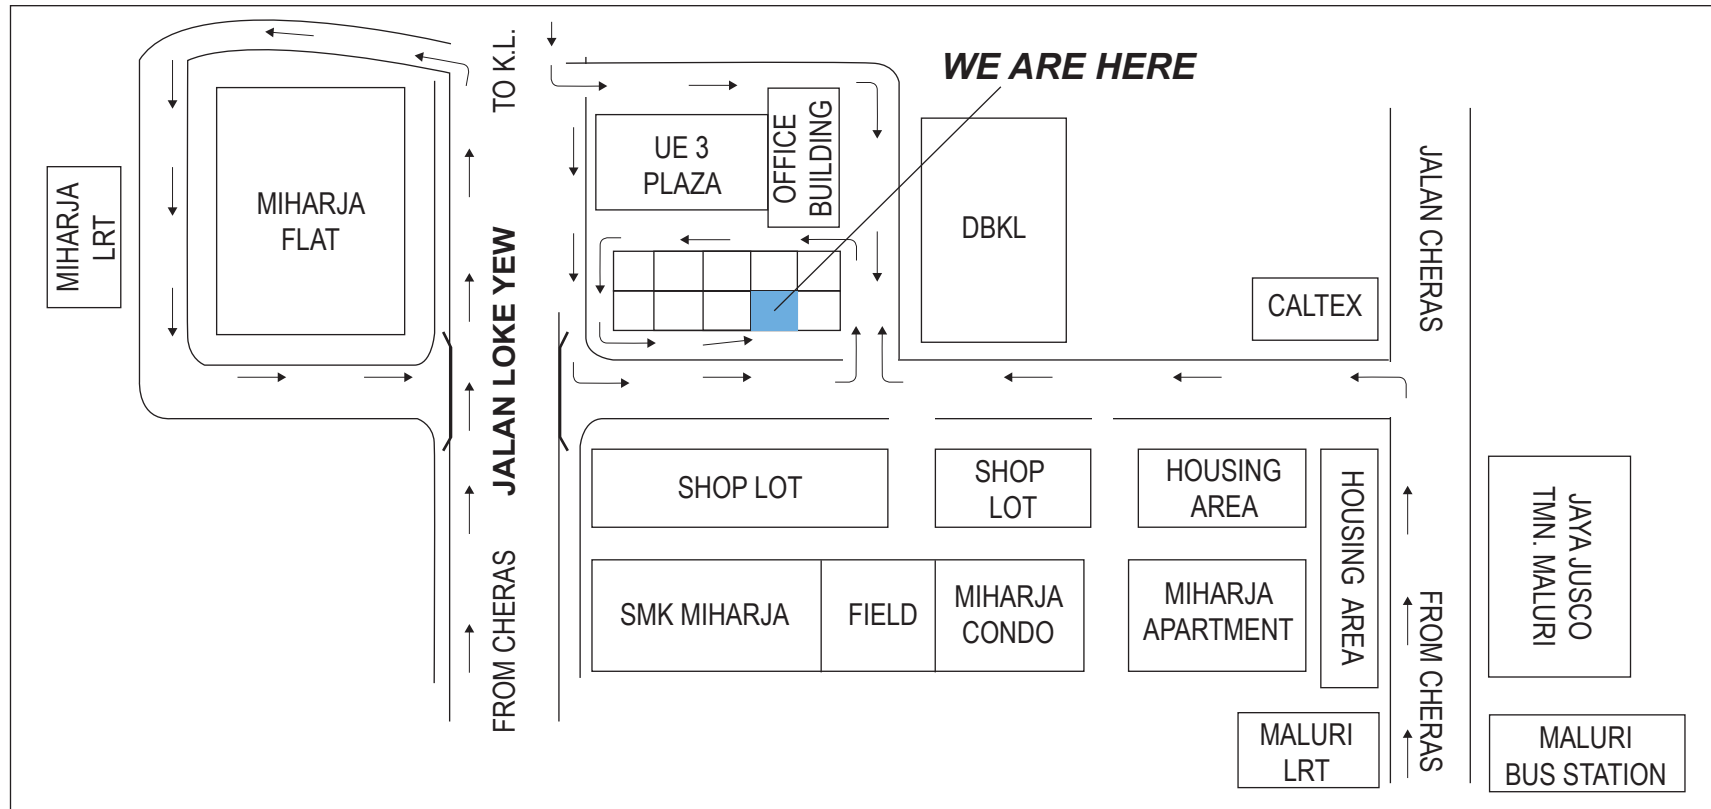 WE ARE HERE
TO K.L.
JALAN LOKE YEW
FROM CHERAS
MIHARJA
LRT
MIHARJA
FLAT
UE 3
PLAZA
OFFICE
BUILDING
DBKL
CALTEX
JALAN CHERAS
SHOP LOT
SHOP
LOT
HOUSING
AREA
HOUSING AREA
JAYA JUSCO
TMN. MALURI
SMK MIHARJA
FIELD
MIHARJA
CONDO
MIHARJA
APARTMENT
FROM CHERAS
MALURI
LRT
MALURI
BUS STATION